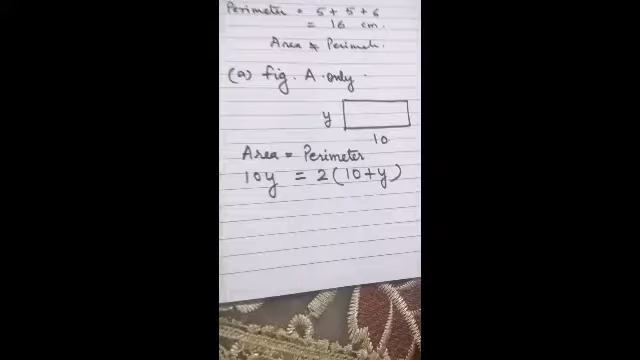 Perimeter = 5 + 5 + 6
= 16 cm.
Area ≠ Perimeter.
(a) fig. A only.
y
10
Area = Perimeter
10y = 2(10+y)